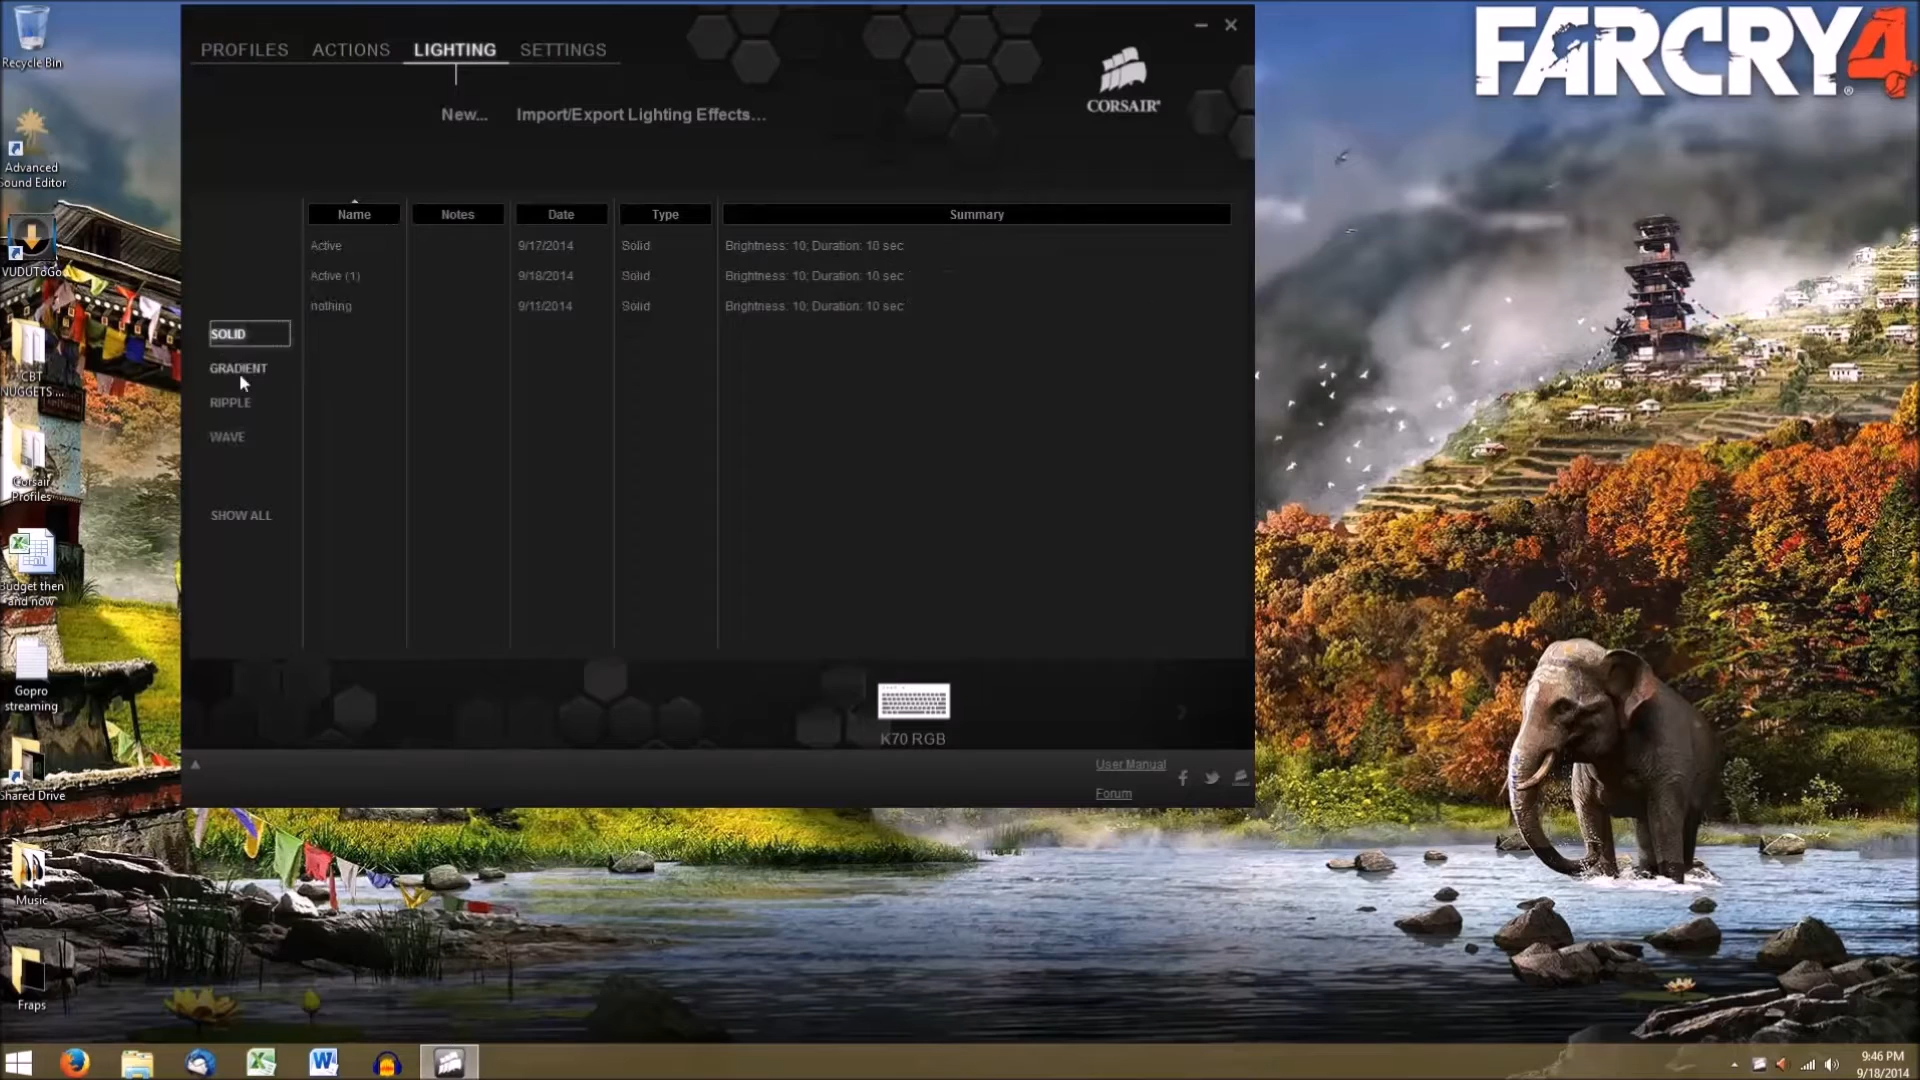 PROFILES ACTIONS LIGHTING SETTINGS
New... Import/Export Lighting Effects...
CORSAIR
Name Notes Date Type Summary
Active 9/17/2014 Solid Brightness: 10; Duration: 10 sec
Active (1) 9/18/2014 Solid Brightness: 10; Duration: 10 sec
nothing 9/11/2014 Solid Brightness: 10; Duration: 10 sec
SOLID
GRADIENT
RIPPLE
WAVE
SHOW ALL
K70 RGB
User Manual
Forum
FARCRY4
Recycle Bin
Advanced
Sound Editor
VUDUToGo
CBT
NUGGETS ...
Corsair
Profiles
Budget then
and now
Gopro
streaming
Shared Drive
Music
Fraps
9:46 PM
9/18/2014